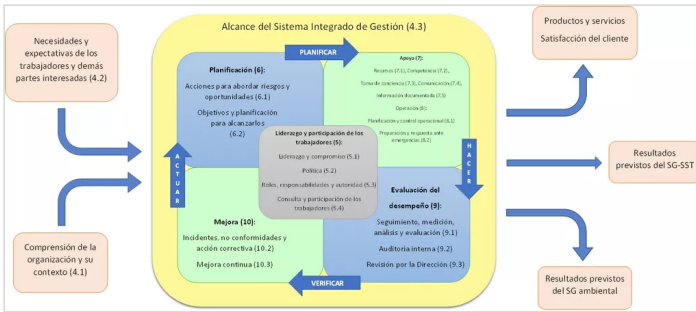 Alcance del Sistema Integrado de Gestión (4.3)
Necesidades y
expectativas de los
trabajadores y demás
partes interesadas (4.2)
Comprensión de la
organización y su
contexto (4.1)
PLANIFICAR
Planificación (6):
Acciones para abordar riesgos y
oportunidades (6.1)
Objetivos y planificación
para alcanzarlos
(6.2)
Apoyo (7):
Recursos (7.1), Competencia (7.2),
Toma de conciencia (7.3), Comunicación (7.4),
Información documentada (7.5)
Operación (8):
Planificación y control operacional (8.1)
Preparación y respuesta ante
emergencias (8.2)
Liderazgo y participación de los
trabajadores (5):
Liderazgo y compromiso (5.1)
Política (5.2)
Roles, responsabilidades y autoridad (5.3)
Consulta y participación de los
trabajadores (5.4)
ACTUAR
HACER
Mejora (10):
Incidentes, no conformidades y
acción correctiva (10.2)
Mejora continua (10.3)
Evaluación del
desempeño (9):
Seguimiento, medición,
análisis y evaluación (9.1)
Auditoría interna (9.2)
Revisión por la Dirección (9.3)
VERIFICAR
Productos y servicios
Satisfacción del cliente
Resultados
previstos del SG-SST
Resultados previstos
del SG ambiental